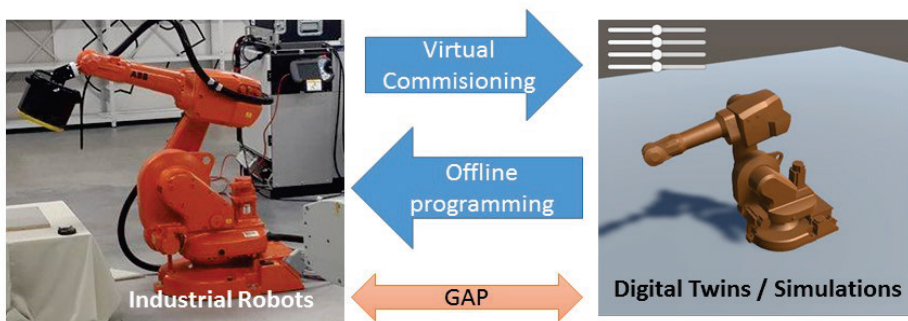 ABB
Industrial Robots
Virtual
Commisioning
Offline
programming
GAP
Digital Twins / Simulations